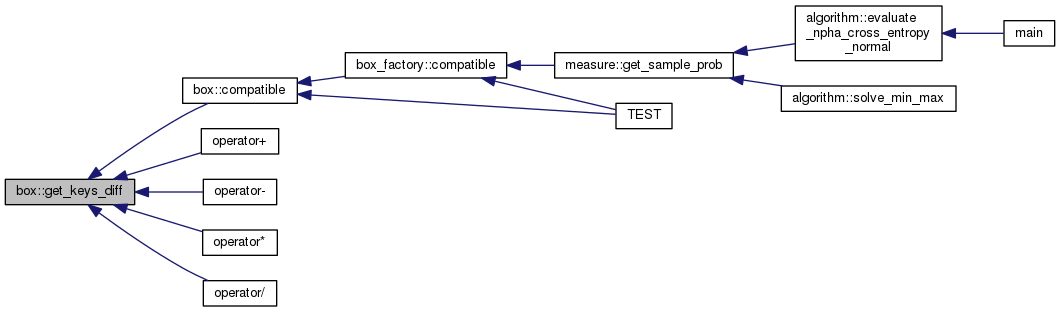 box::get_keys_diff
box::compatible
operator+
operator-
operator*
operator/
box_factory::compatible
TEST
measure::get_sample_prob
algorithm::evaluate
_npha_cross_entropy
_normal
algorithm::solve_min_max
main